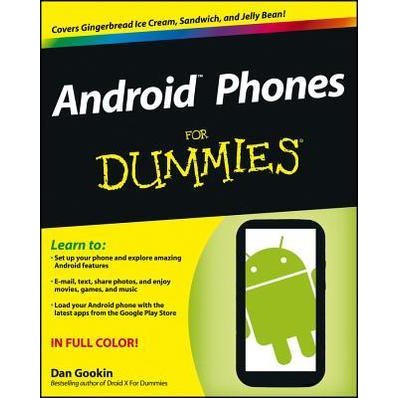 Covers Gingerbread Ice Cream, Sandwich, and Jelly Bean!
Android™ Phones
FOR
DUMMIES®
Learn to:
• Set up your phone and explore amazing
Android features
• E-mail, text, share photos, and enjoy
movies, games, and music
• Load your Android phone with the
latest apps from the Google Play Store
IN FULL COLOR!
Dan Gookin
Bestselling author of Droid X For Dummies